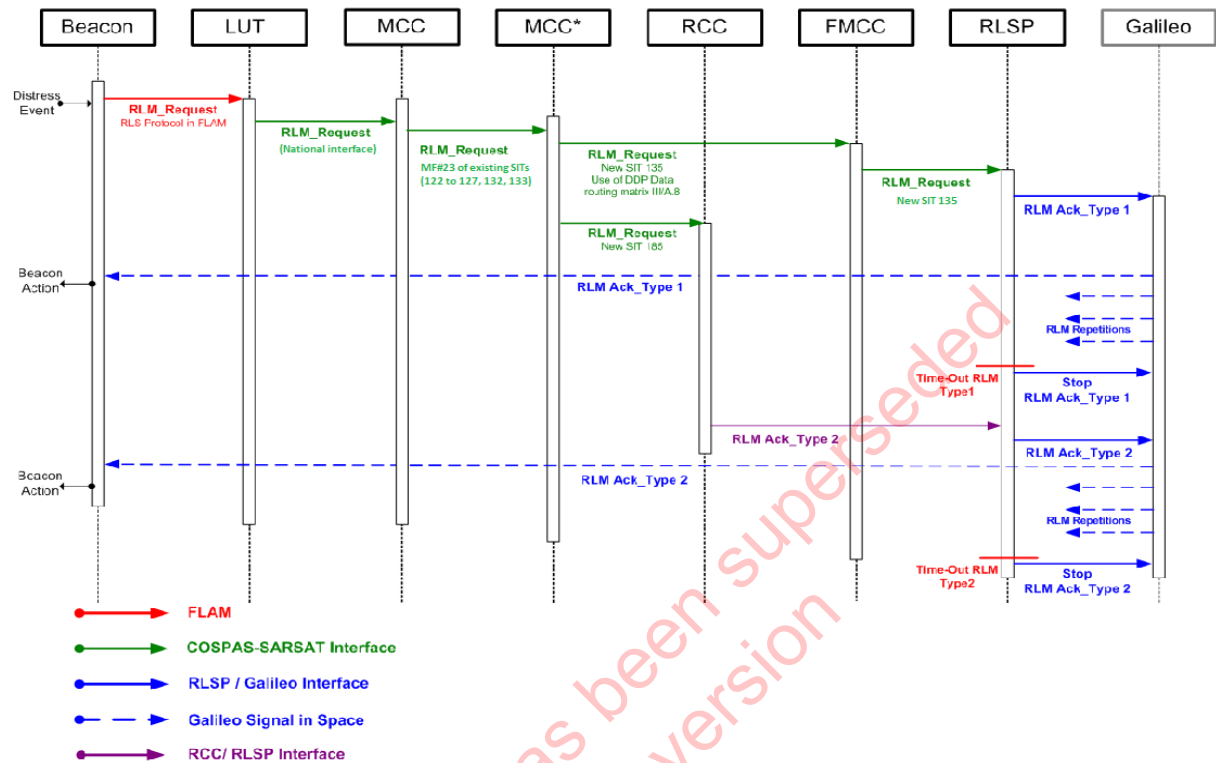 Beacon
LUT
MCC
MCC*
RCC
FMCC
RLSP
Galileo
Distress
Event
RLM_Request
RLS Protocol in FLAM
RLM_Request
(National interface)
RLM_Request
MF#23 of existing SITs
(122 to 127, 132, 133)
RLM_Request
New SIT 135
Use of DDP Data
routing matrix III/A.8
RLM_Request
New SIT 135
RLM Ack_Type 1
RLM_Request
New SIT 185
Beacon
Action
RLM Ack_Type 1
RLM Repetitions
Time-Out RLM
Type1
Stop
RLM Ack_Type 1
RLM Ack_Type 2
RLM Ack_Type 2
Beacon
Action
RLM Ack_Type 2
RLM Repetitions
Time-Out RLM
Type2
Stop
RLM Ack_Type 2
FLAM
COSPAS-SARSAT Interface
RLSP / Galileo Interface
Galileo Signal in Space
RCC/ RLSP Interface
as been superseded
version